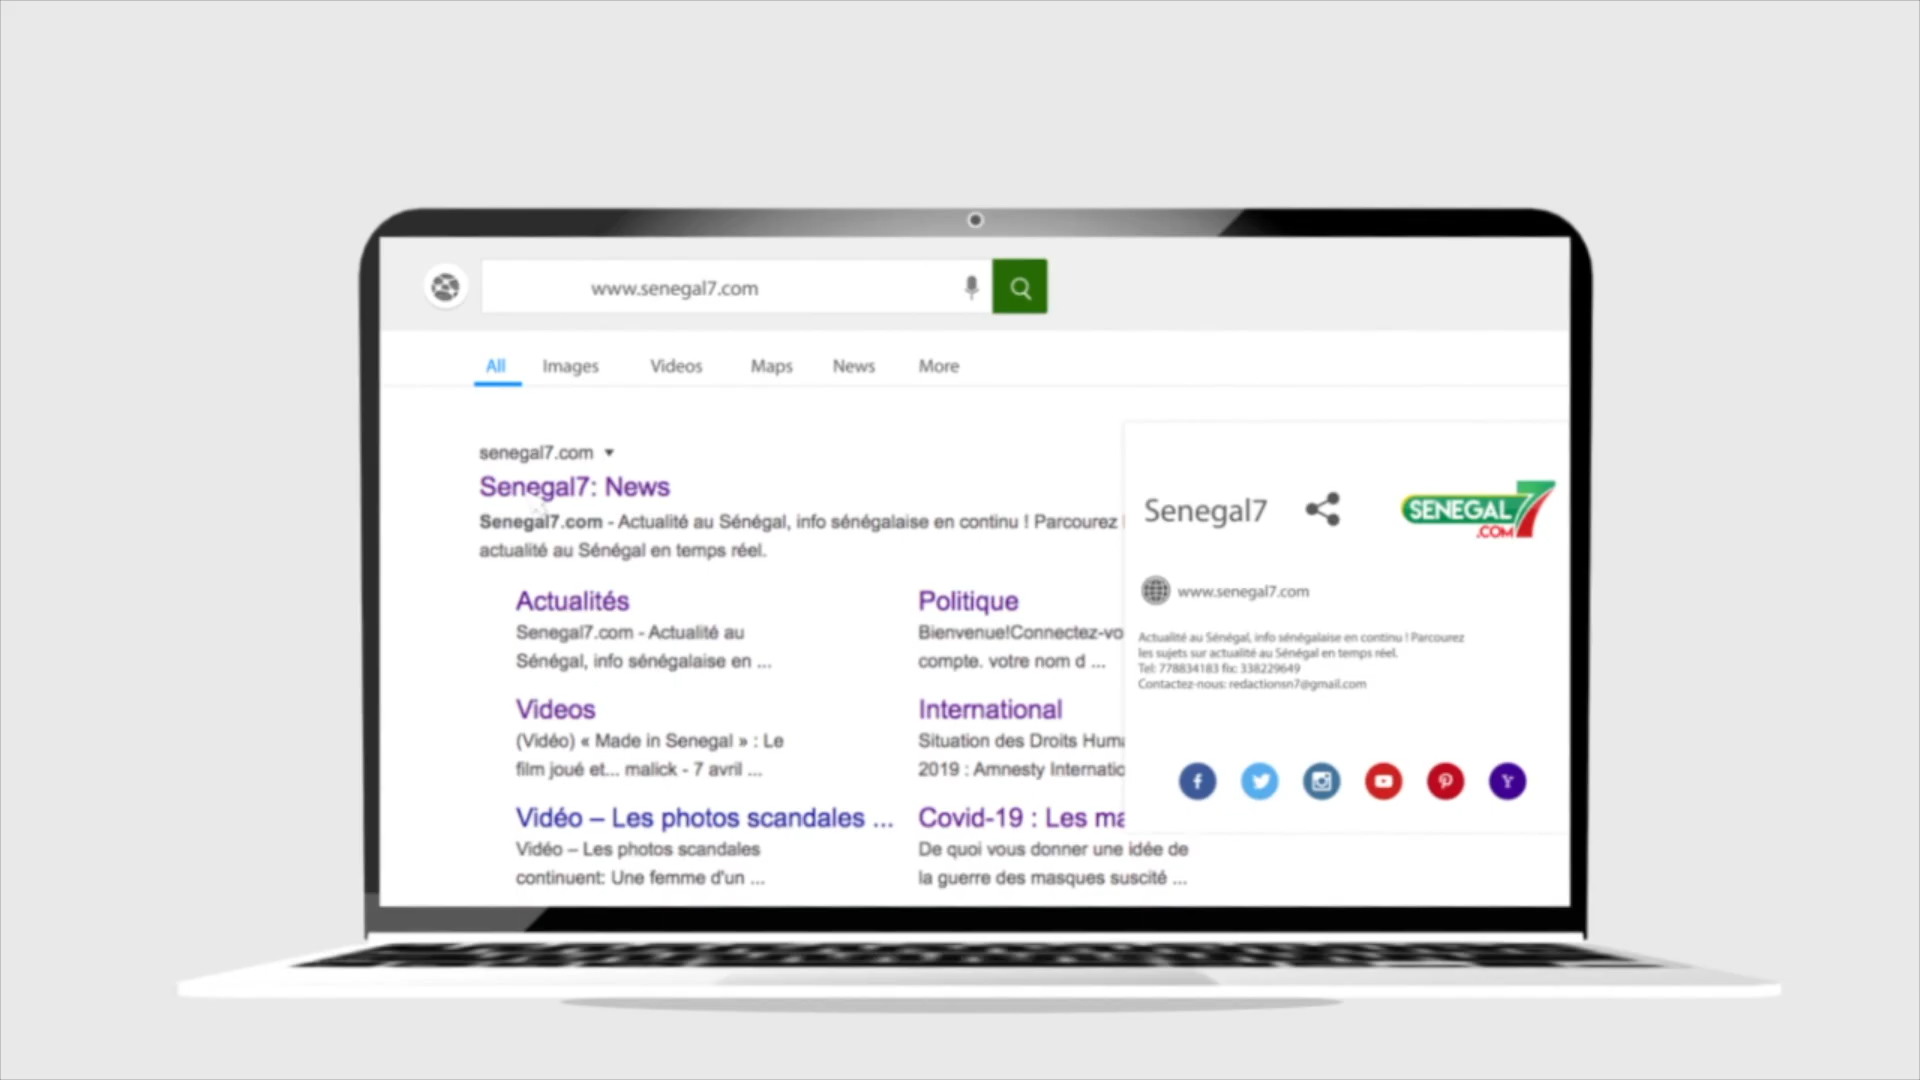 www.senegal7.com
All Images Videos Maps News More
senegal7.com
Senegal7: News
Senegal7.com - Actualité au Sénégal, info sénégalaise en continu ! Parcourez
actualité au Sénégal en temps réel.
Actualités
Senegal7.com - Actualité au
Sénégal, info sénégalaise en ...
Politique
Bienvenue!Connectez-vo
compte. votre nom d ...
Videos
(Vidéo) « Made in Senegal » : Le
film joué et... malick - 7 avril ...
International
Situation des Droits Hum
2019 : Amnesty Internatio
Vidéo – Les photos scandales ...
Vidéo – Les photos scandales
continuent: Une femme d'un ...
Covid-19 : Les ma
De quoi vous donner une idée de
la guerre des masques suscité ...
Senegal7
SENEGAL 7
.COM
www.senegal7.com
Actualité au Sénégal, info sénégalaise en continu ! Parcourez
les sujets sur actualité au Sénégal en temps réel.
Tel: 778834183 fix: 338229649
Contactez-nous: redactionsn7@gmail.com